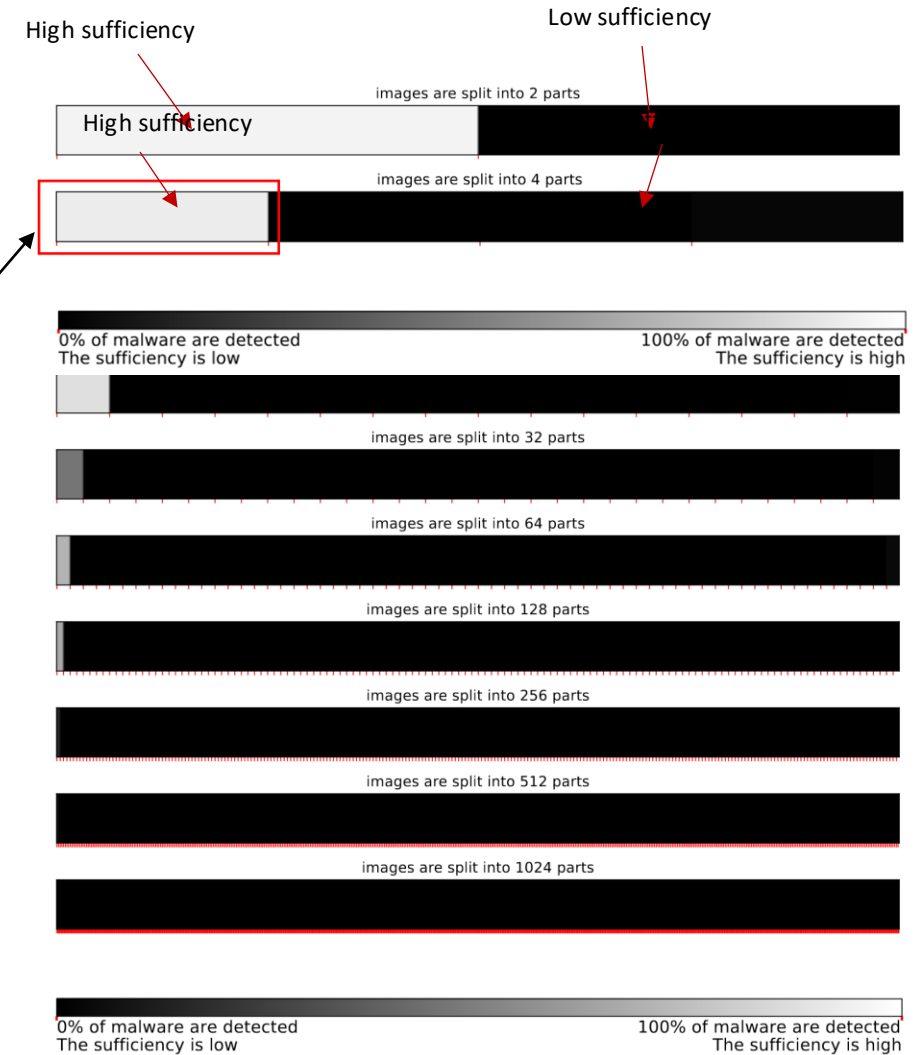 High sufficiency
Low sufficiency
images are split into 2 parts
High sufficiency
images are split into 4 parts
0% of malware are detected
The sufficiency is low
100% of malware are detected
The sufficiency is high
images are split into 32 parts
images are split into 64 parts
images are split into 128 parts
images are split into 256 parts
images are split into 512 parts
images are split into 1024 parts
0% of malware are detected
The sufficiency is low
100% of malware are detected
The sufficiency is high